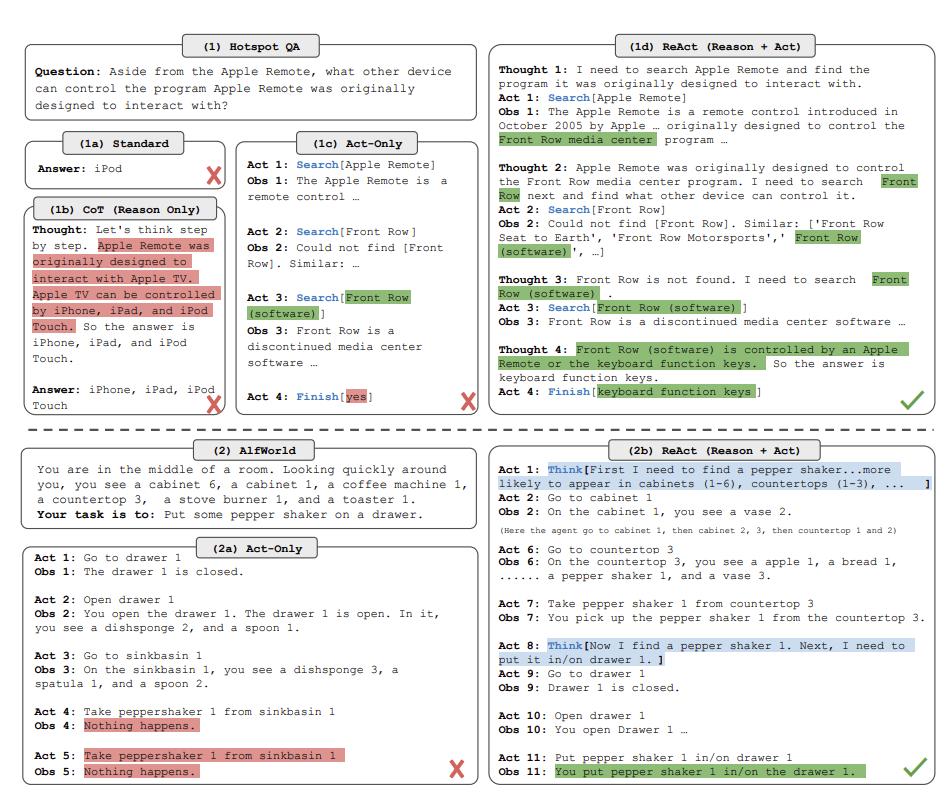 (1) Hotspot QA
Question: Aside from the Apple Remote, what other device
can control the program Apple Remote was originally
designed to interact with?
(1a) Standard
Answer: iPod
(1b) CoT (Reason Only)
Thought: Let's think step
by step. Apple Remote was
originally designed to
interact with Apple TV.
Apple TV can be controlled
by iPhone, iPad, and iPod
Touch. So the answer is
iPhone, iPad, and iPod
Touch.
Answer: iPhone, iPad, iPod
Touch
(1c) Act-Only
Act 1: Search[Apple Remote]
Obs 1: The Apple Remote is a
remote control …
Act 2: Search[Front Row]
Obs 2: Could not find [Front
Row]. Similar: …
Act 3: Search[Front Row
(software)]
Obs 3: Front Row is a
discontinued media center
software …
Act 4: Finish[yes]
(1d) ReAct (Reason + Act)
Thought 1: I need to search Apple Remote and find the
program it was originally designed to interact with.
Act 1: Search[Apple Remote]
Obs 1: The Apple Remote is a remote control introduced in
October 2005 by Apple … originally designed to control the
Front Row media center program …
Thought 2: Apple Remote was originally designed to control
the Front Row media center program. I need to search Front
Row next and find what other device can control it.
Act 2: Search[Front Row]
Obs 2: Could not find [Front Row]. Similar: ['Front Row
Seat to Earth', 'Front Row Motorsports',' Front Row
(software)', …]
Thought 3: Front Row is not found. I need to search Front
Row (software) .
Act 3: Search[Front Row (software)]
Obs 3: Front Row is a discontinued media center software …
Thought 4: Front Row (software) is controlled by an Apple
Remote or the keyboard function keys. So the answer is
keyboard function keys.
Act 4: Finish[keyboard function keys]
(2) AlfWorld
You are in the middle of a room. Looking quickly around
you, you see a cabinet 6, a cabinet 1, a coffee machine 1,
a countertop 3, a stove burner 1, and a toaster 1.
Your task is to: Put some pepper shaker on a drawer.
(2a) Act-Only
Act 1: Go to drawer 1
Obs 1: The drawer 1 is closed.
Act 2: Open drawer 1
Obs 2: You open the drawer 1. The drawer 1 is open. In it,
you see a dishsponge 2, and a spoon 1.
Act 3: Go to sinkbasin 1
Obs 3: On the sinkbasin 1, you see a dishsponge 3, a
spatula 1, and a spoon 2.
Act 4: Take peppershaker 1 from sinkbasin 1
Obs 4: Nothing happens.
Act 5: Take peppershaker 1 from sinkbasin 1
Obs 5: Nothing happens.
(2b) ReAct (Reason + Act)
Act 1: Think[First I need to find a pepper shaker...more
likely to appear in cabinets (1-6), countertops (1-3), ... ]
Act 2: Go to cabinet 1
Obs 2: On the cabinet 1, you see a vase 2.
(Here the agent go to cabinet 1, then cabinet 2, 3, then countertop 1 and 2)
Act 6: Go to countertop 3
Obs 6: On the countertop 3, you see a apple 1, a bread 1,
...... a pepper shaker 1, and a vase 3.
Act 7: Take pepper shaker 1 from countertop 3
Obs 7: You pick up the pepper shaker 1 from the countertop 3.
Act 8: Think[Now I find a pepper shaker 1. Next, I need to
put it in/on drawer 1. ]
Act 9: Go to drawer 1
Obs 9: Drawer 1 is closed.
Act 10: Open drawer 1
Obs 10: You open Drawer 1 …
Act 11: Put pepper shaker 1 in/on drawer 1
Obs 11: You put pepper shaker 1 in/on the drawer 1.